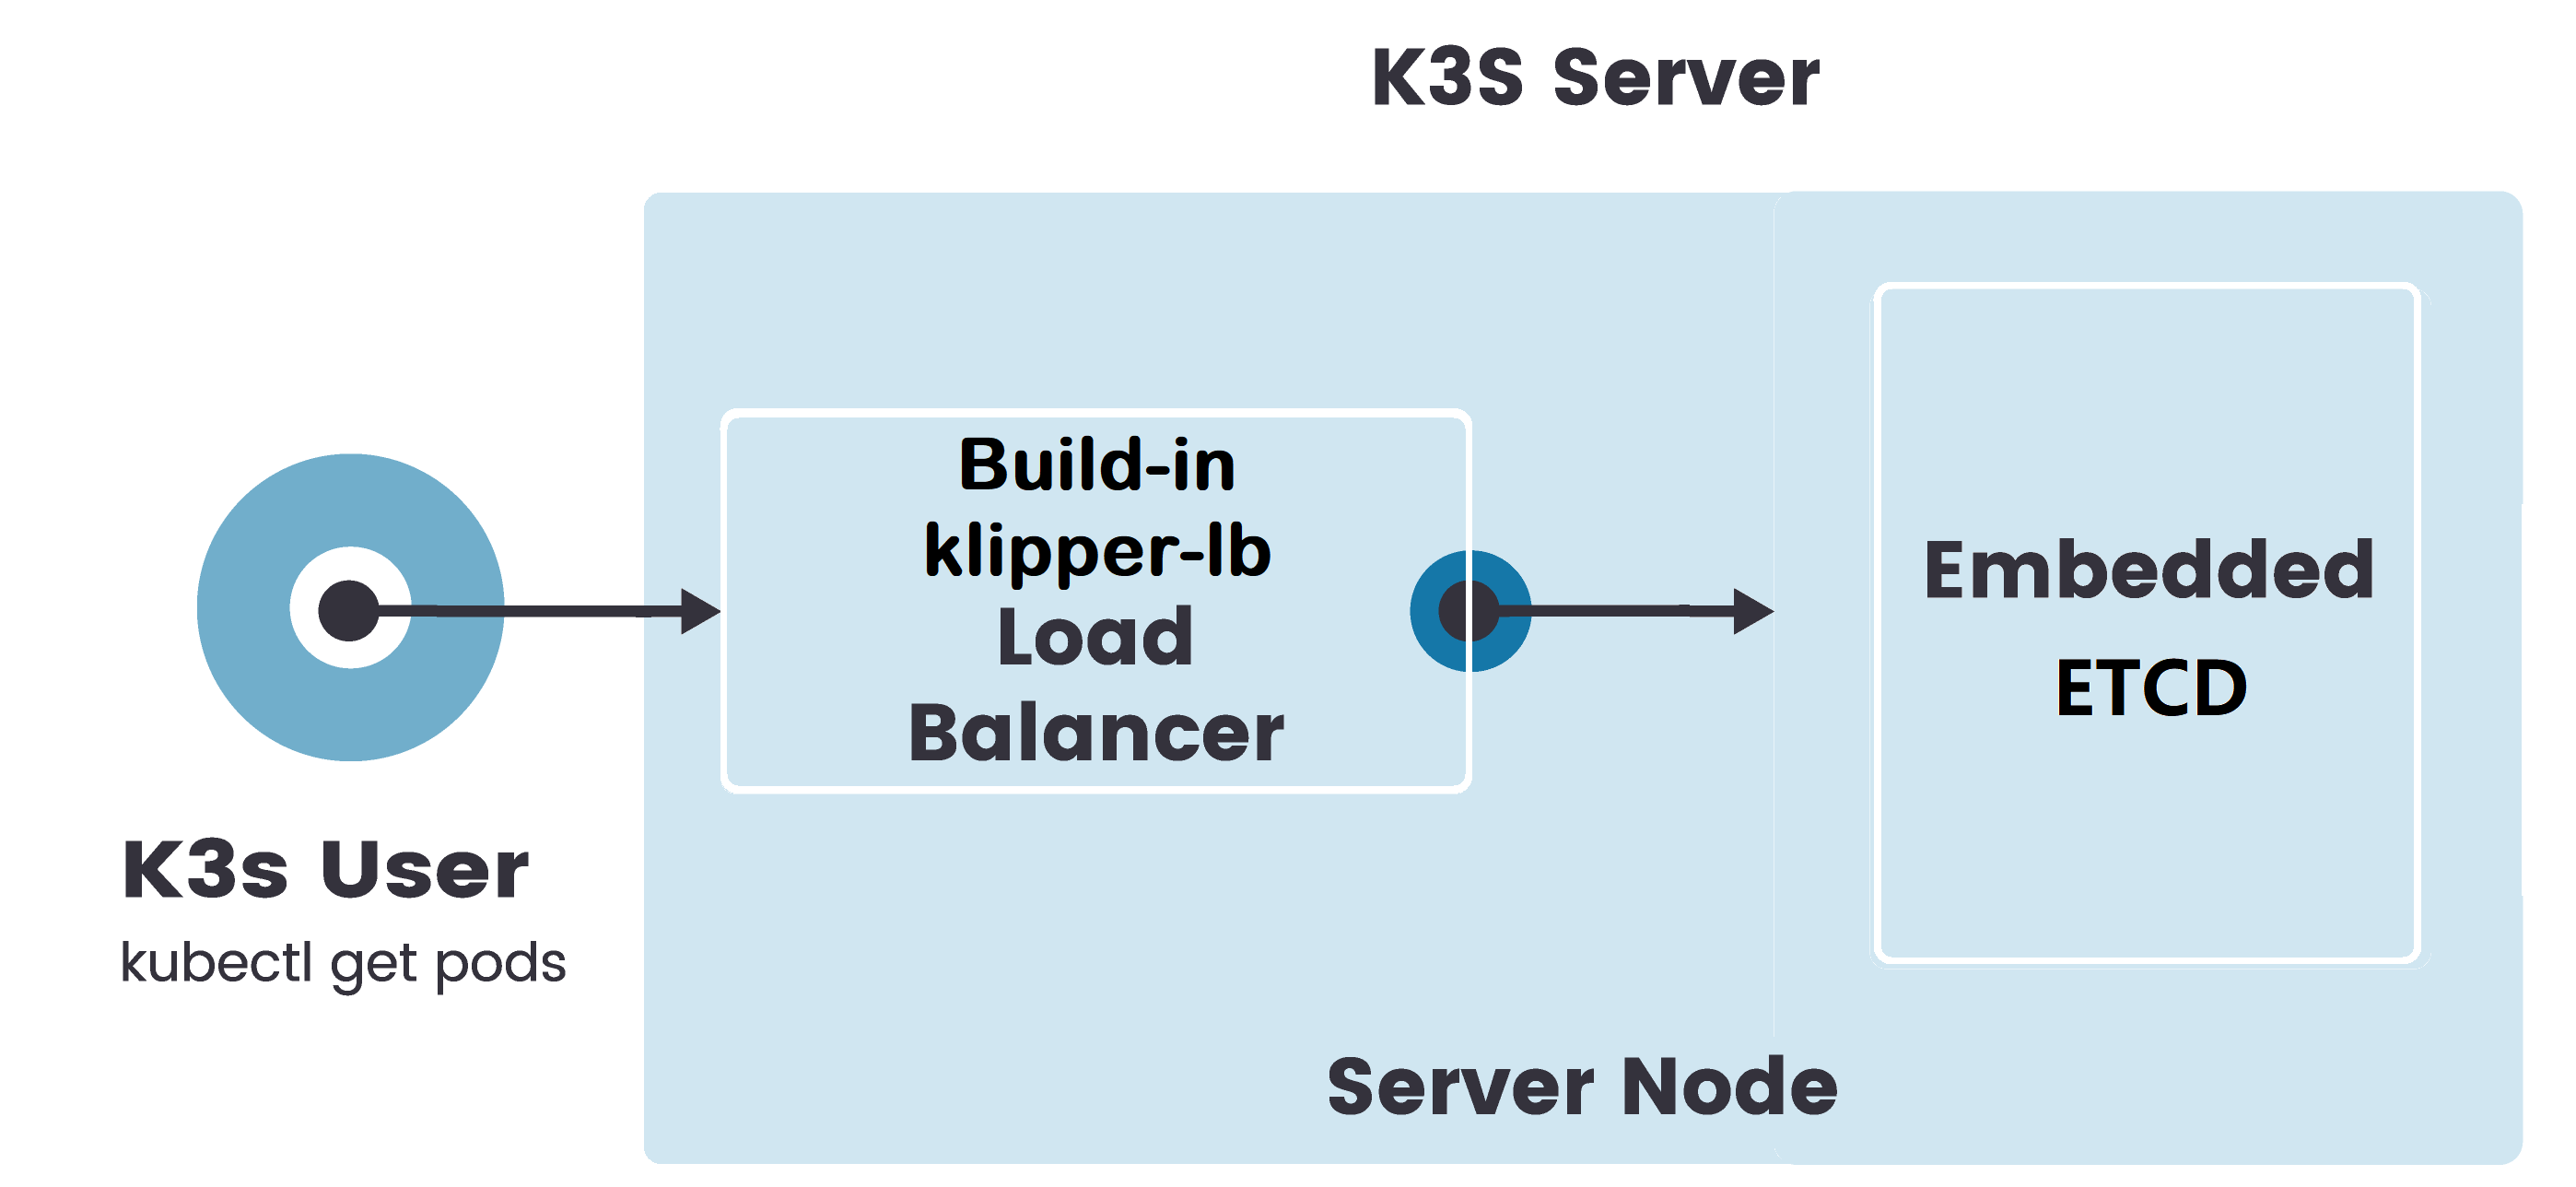 K3S Server
Build-in
klipper-lb
Load
Balancer
Embedded
ETCD
K3s User
kubectl get pods
Server Node